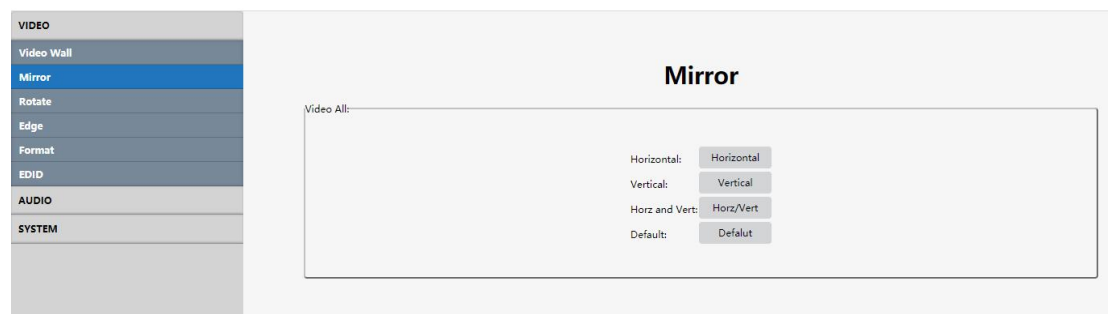 VIDEO
Video Wall
Mirror
Rotate
Edge
Format
EDID
AUDIO
SYSTEM
Mirror
Video All:
Horizontal: Horizontal
Vertical: Vertical
Horz and Vert: Horz/Vert
Default: Defalut